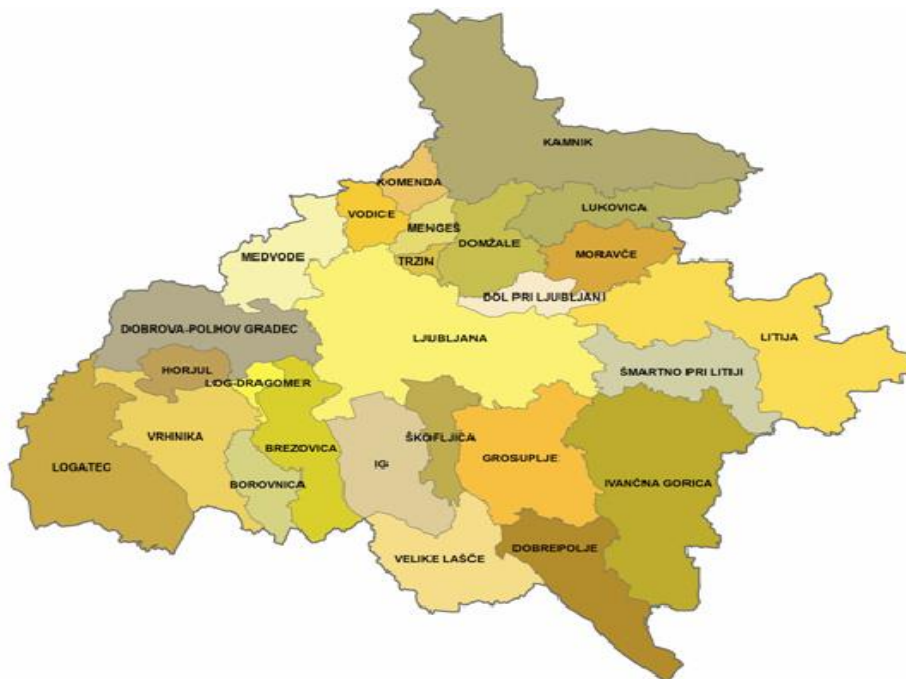 KAMNIK
KOMENDA
LUKOVICA
VODICE
MENGEŠ
DOMŽALE
MORAVČE
MEDVODE
TRZIN
DOL PRI LJUBLJANI
DOBROVA-POLHOV GRADEC
LJUBLJANA
LITIJA
HORJUL
ŠMARTNO PRI LITIJI
LOG-DRAGOMER
VRHNIKA
ŠKOFLJICA
BREZOVICA
GROSUPLJE
LOGATEC
IG
BOROVNICA
IVANČNA GORICA
DOBREPOLJE
VELIKE LAŠČE